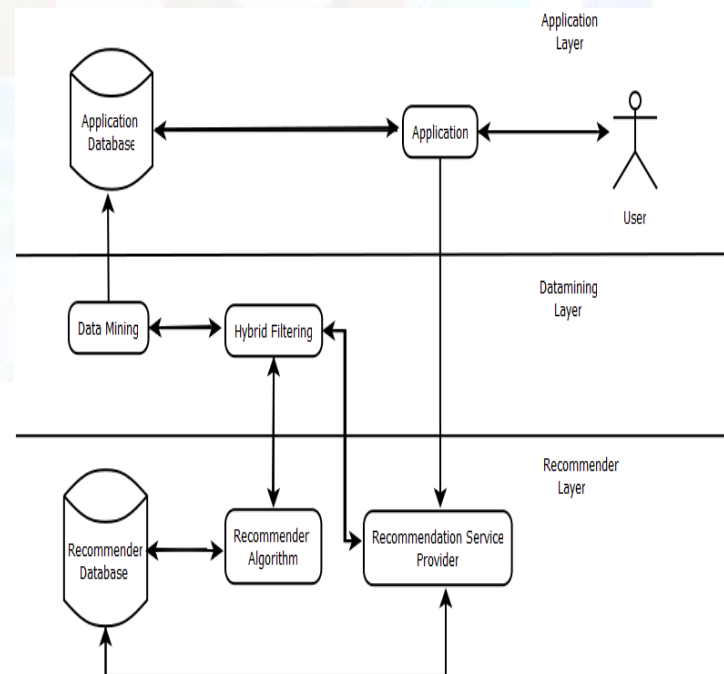 Application
Layer
Application
Database
Application
User
Datamining
Layer
Data Mining
Hybrid Filtering
Recommender
Layer
Recommender
Database
Recommender
Algorithm
Recommendation Service
Provider